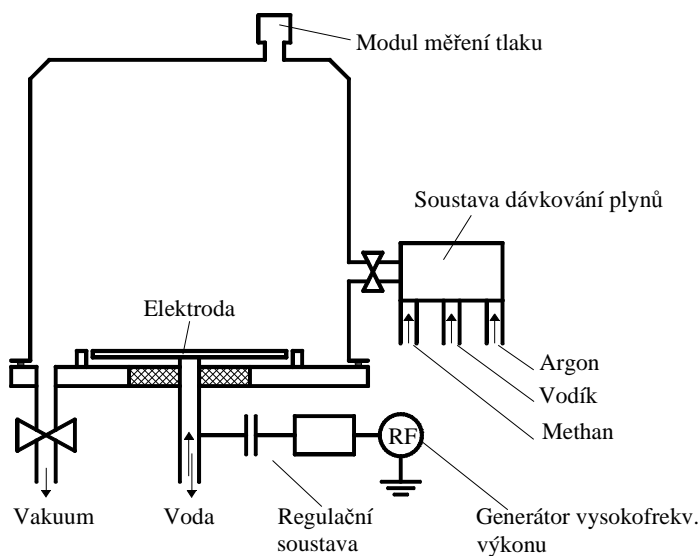 Modul měření tlaku
Soustava dávkování plynů
Elektroda
Argon
Vodík
Methan
RF
Vakuum
Voda
Regulační
soustava
Generátor vysokofrekv.
výkonu